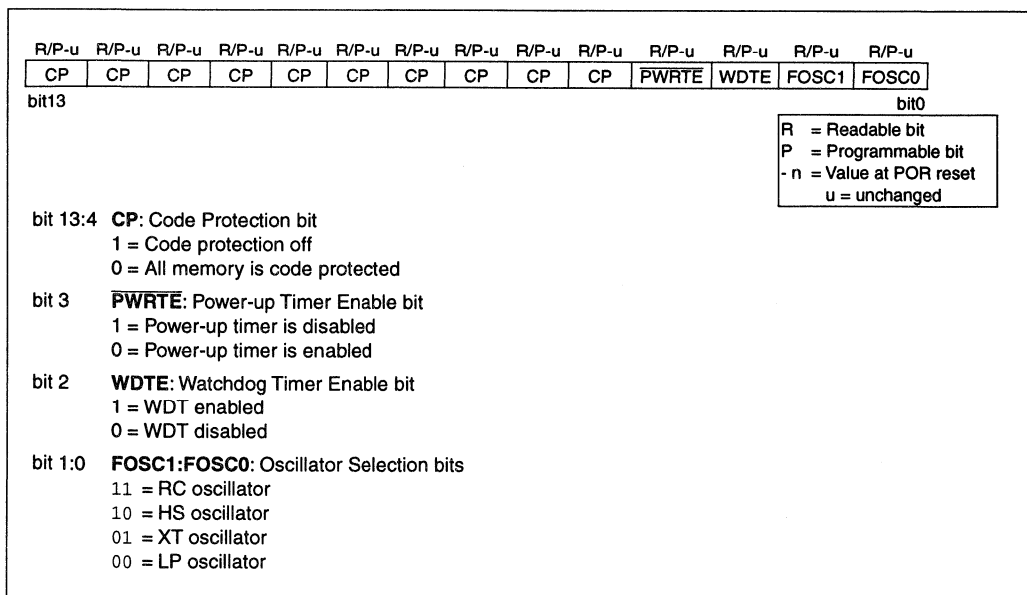 R/P-u R/P-u R/P-u R/P-u R/P-u R/P-u R/P-u R/P-u R/P-u R/P-u R/P-u R/P-u R/P-u R/P-u
CP CP CP CP CP CP CP CP CP CP PWRTE WDTE FOSC1 FOSC0
bit13 bit0
R = Readable bit
P = Programmable bit
- n = Value at POR reset
u = unchanged
bit 13:4 CP: Code Protection bit
1 = Code protection off
0 = All memory is code protected
bit 3 PWRTE: Power-up Timer Enable bit
1 = Power-up timer is disabled
0 = Power-up timer is enabled
bit 2 WDTE: Watchdog Timer Enable bit
1 = WDT enabled
0 = WDT disabled
bit 1:0 FOSC1:FOSC0: Oscillator Selection bits
11 = RC oscillator
10 = HS oscillator
01 = XT oscillator
00 = LP oscillator